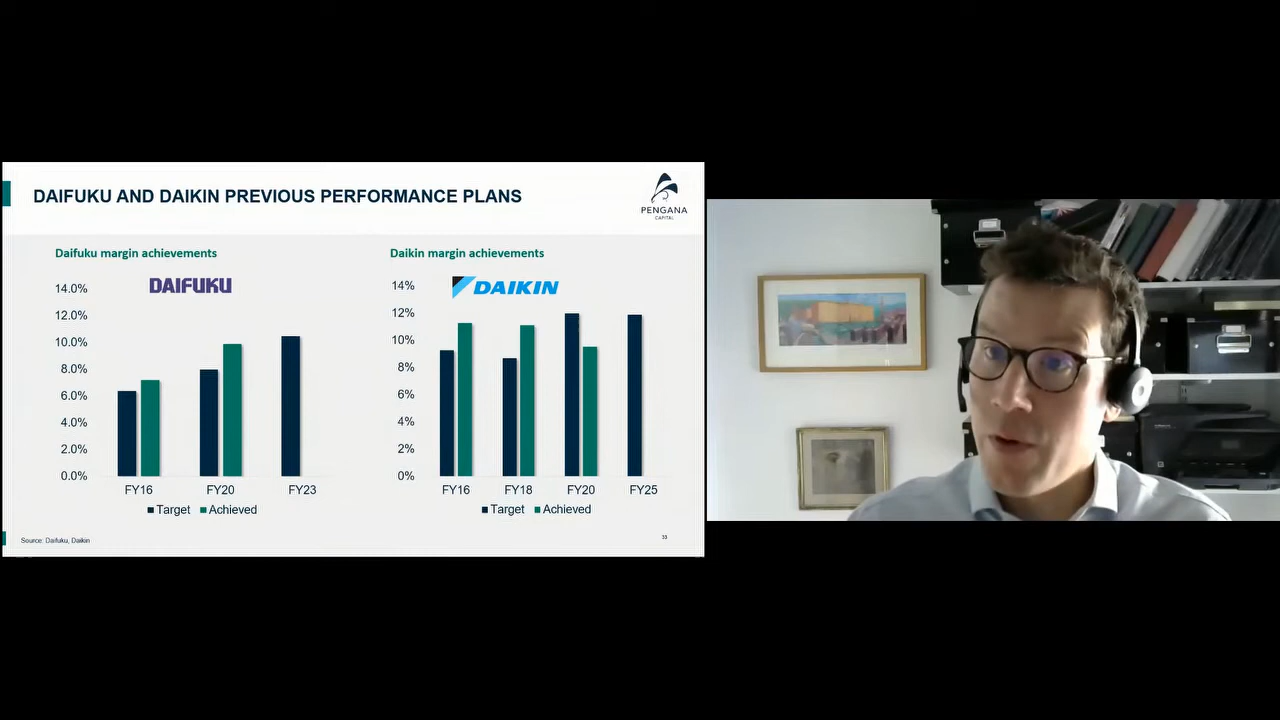 DAIFUKU AND DAIKIN PREVIOUS PERFORMANCE PLANS
PENGANA
CAPITAL
Daifuku margin achievements
DAIFUKU
14.0%
12.0%
10.0%
8.0%
6.0%
4.0%
2.0%
0.0%
FY16 FY20 FY23
Target Achieved
Daikin margin achievements
DAIKIN
14%
12%
10%
8%
6%
4%
2%
0%
FY16 FY18 FY20 FY25
Target Achieved
Source: Daifuku, Daikin
33